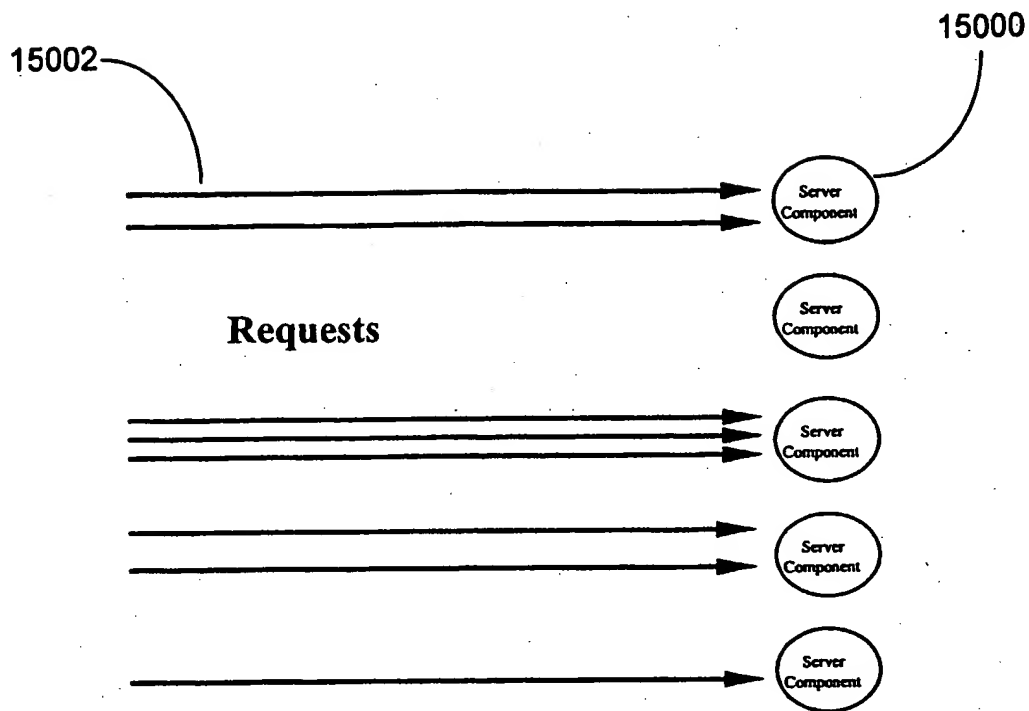 15000
15002
Server
Component
Server
Component
Requests
Server
Component
Server
Component
Server
Component